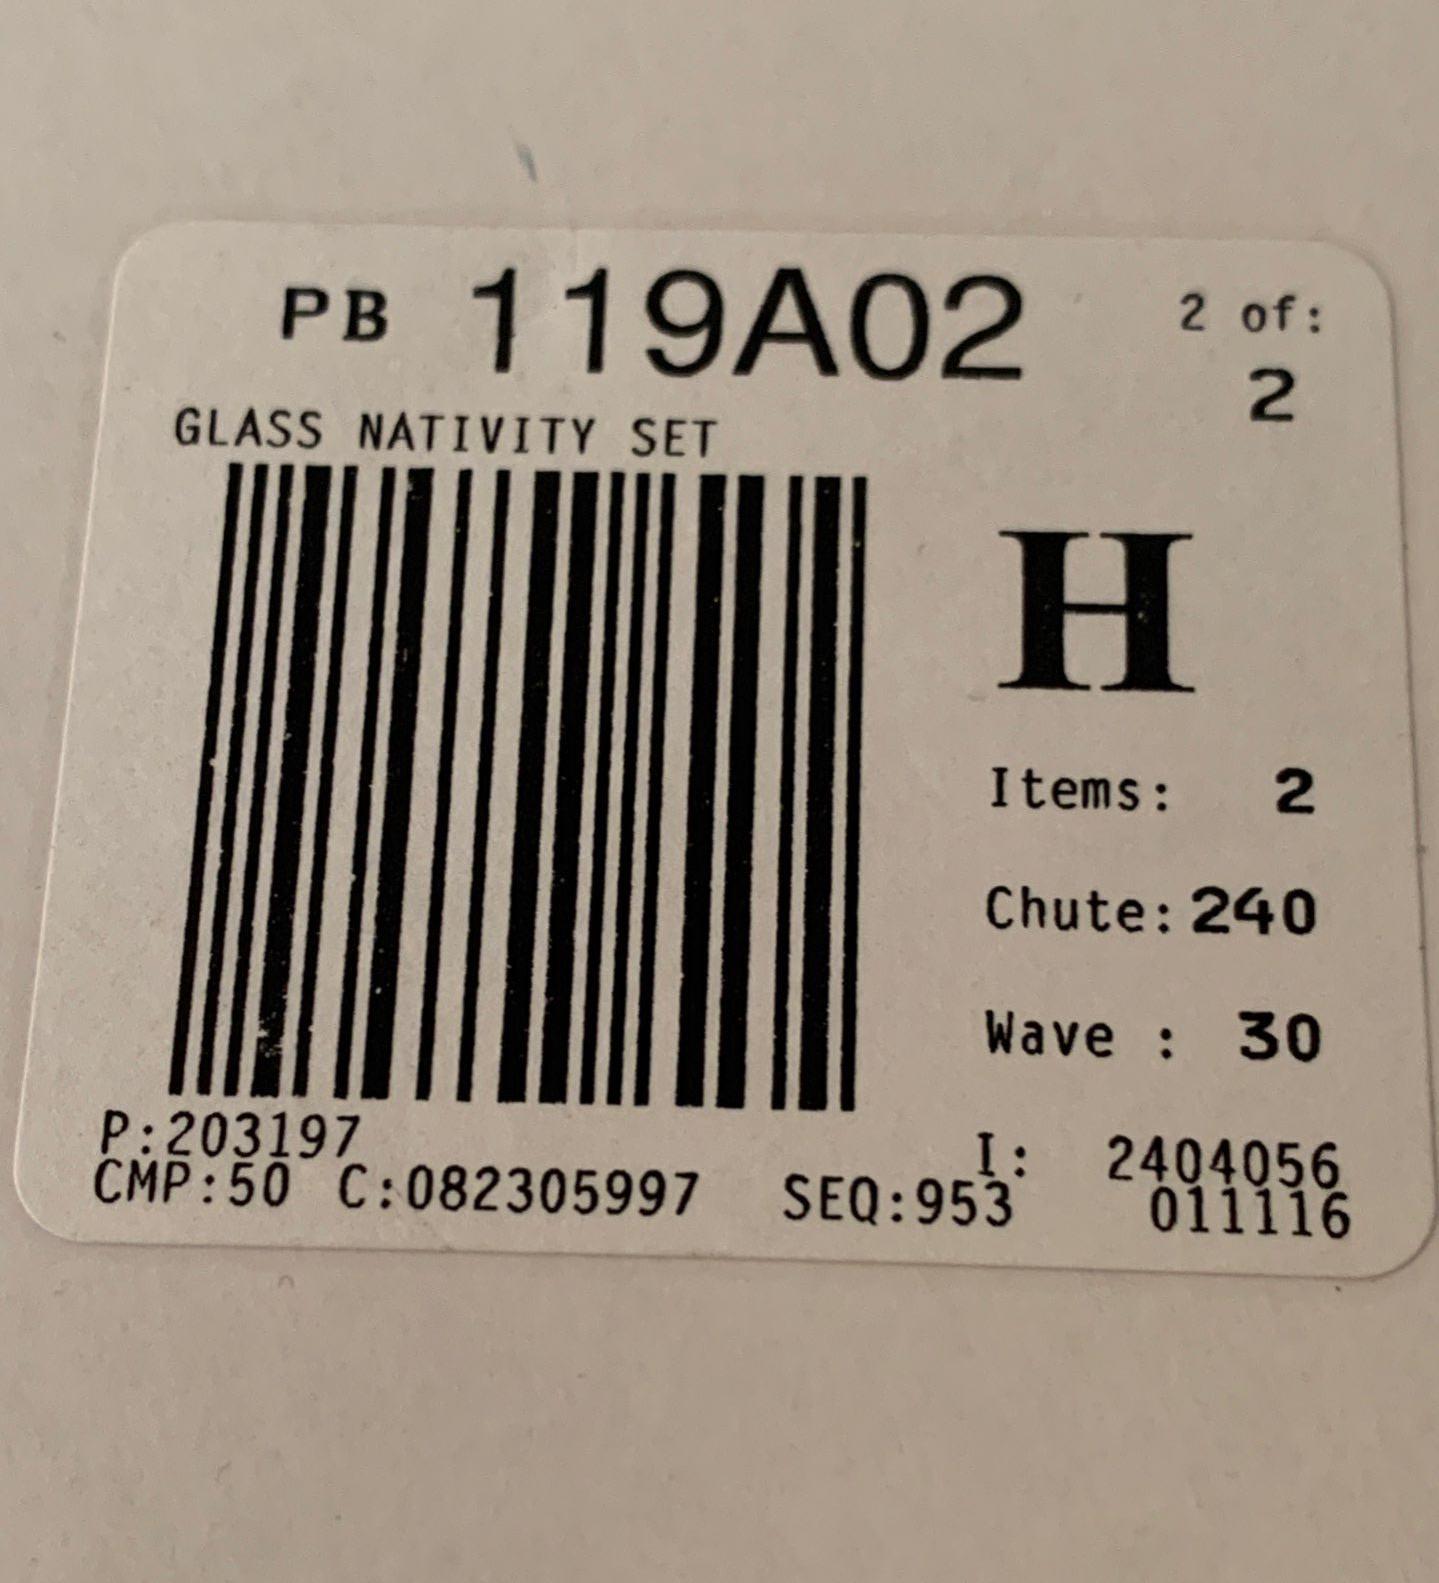 PB 119A02 2 of:
2
GLASS NATIVITY SET
H
Items: 2
Chute: 240
Wave : 30
P:203197
I: 2404056
CMP:50 C:082305997 SEQ:953 011116